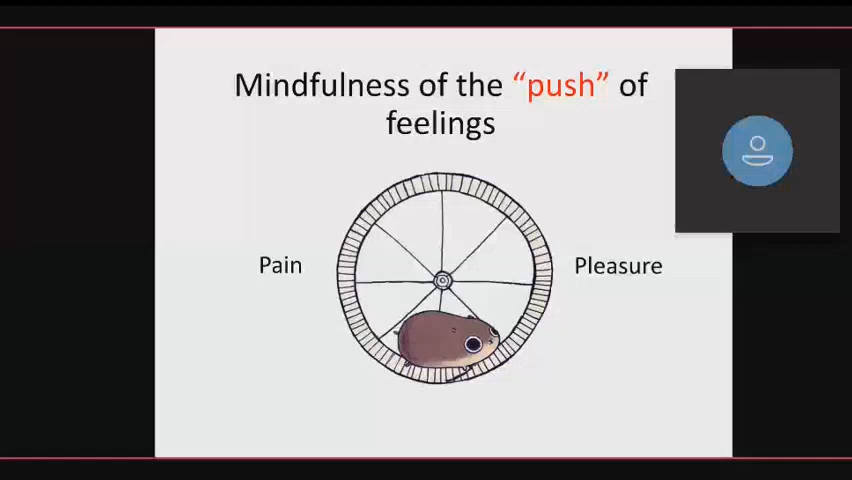 Mindfulness of the “push” of
feelings
Pain
Pleasure